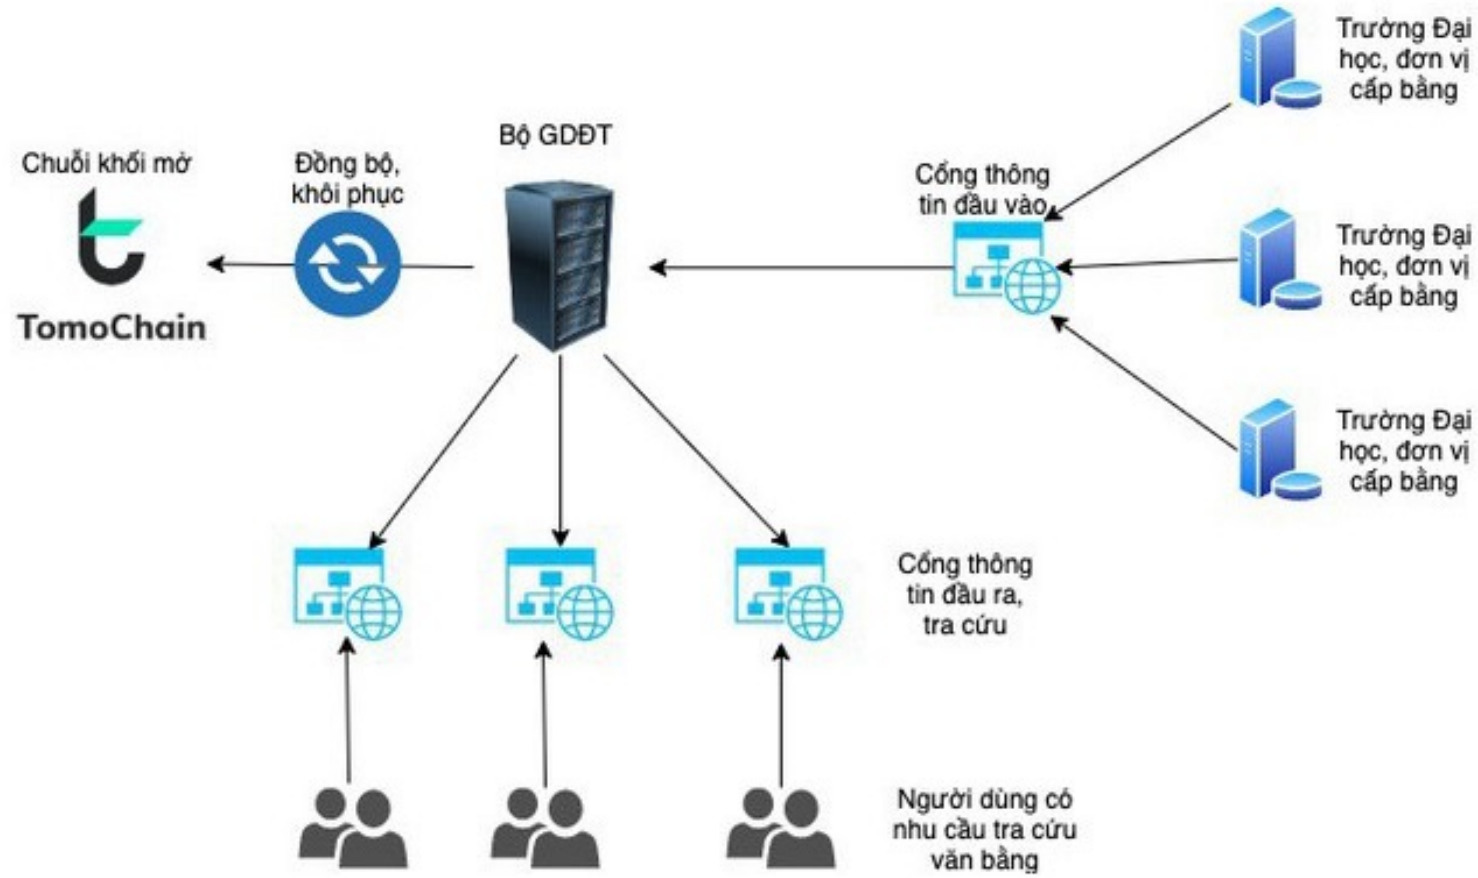 Trường Đại
học, đơn vị
cấp bằng
Bộ GDĐT
Chuỗi khối mở
Đồng bộ,
khôi phục
Cổng thông
tin đầu vào
TomoChain
Trường Đại
học, đơn vị
cấp bằng
Trường Đại
học, đơn vị
cấp bằng
Cổng thông
tin đầu ra,
tra cứu
Người dùng có
nhu cầu tra cứu
văn bằng